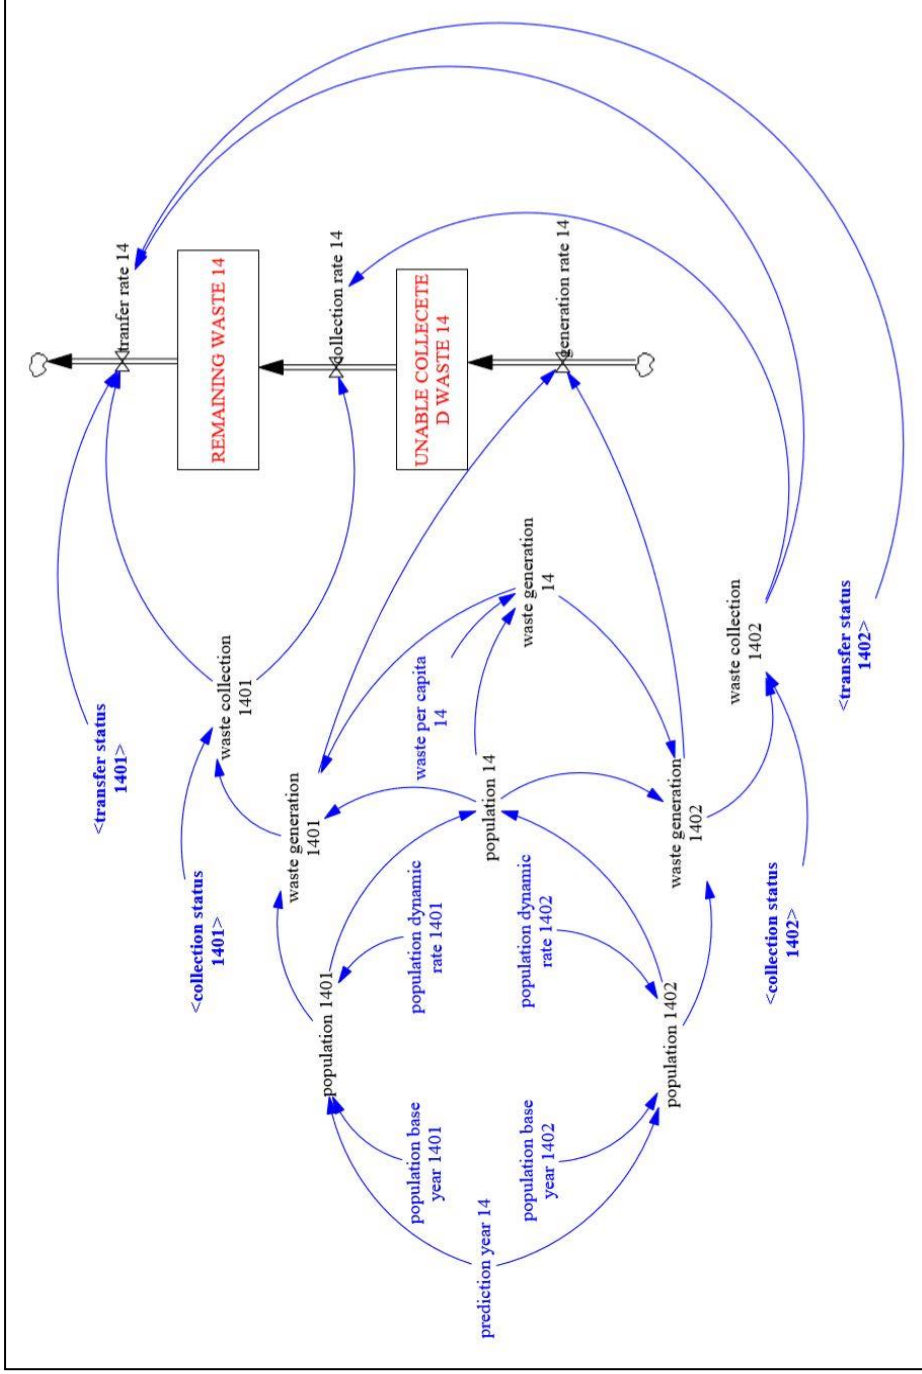 <transfer status
1401>
tranfer rate 14
<collection status
1401>
waste collection
1401
REMAINING WASTE 14
population 1401
waste generation
1401
collection rate 14
population base
year 1401
population dynamic
rate 1401
waste per capita
14
UNABLE COLLECETE
D WASTE 14
prediction year 14
population 14
population base
year 1402
population dynamic
rate 1402
waste generation
14
generation rate 14
population 1402
waste generation
1402
waste collection
1402
<collection status
1402>
<transfer status
1402>